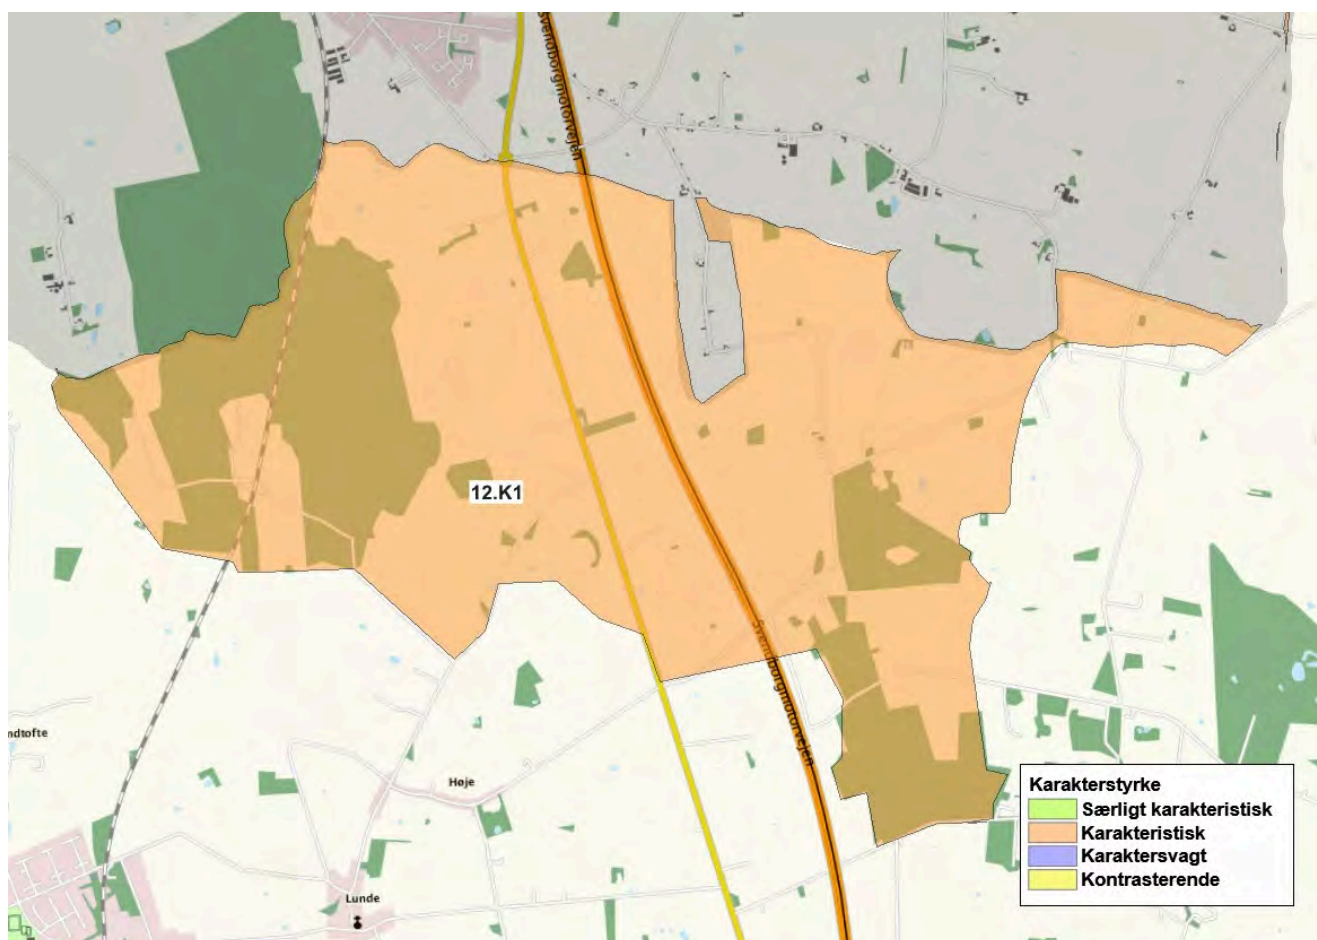 Svendborgmotorvejen
12.K1
Svendborgmotorvejen
ndtofte
Høje
Lunde
Karakterstyrke
Særligt karakteristisk
Karakteristisk
Karaktersvagt
Kontrasterende